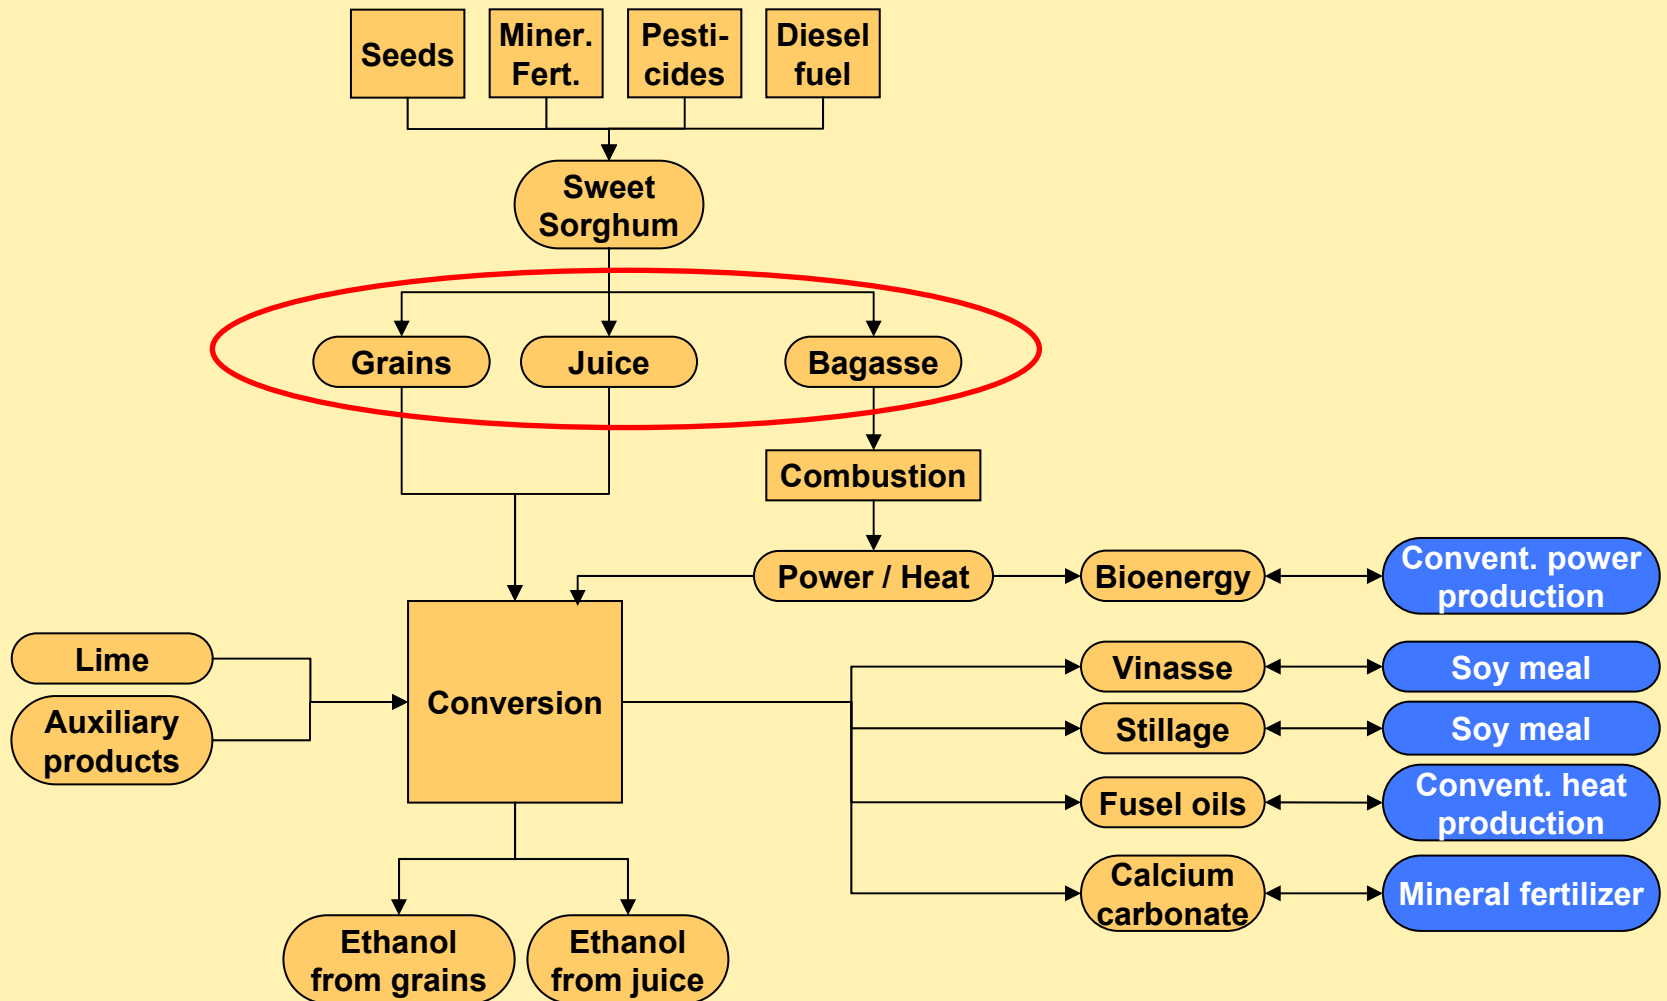 Seeds
Miner.
Fert.
Pesti-
cides
Diesel
fuel
Sweet
Sorghum
Grains
Juice
Bagasse
Combustion
Power / Heat
Bioenergy
Convent. power
production
Lime
Auxiliary
products
Conversion
Vinasse
Soy meal
Stillage
Soy meal
Fusel oils
Convent. heat
production
Calcium
carbonate
Mineral fertilizer
Ethanol
from grains
Ethanol
from juice